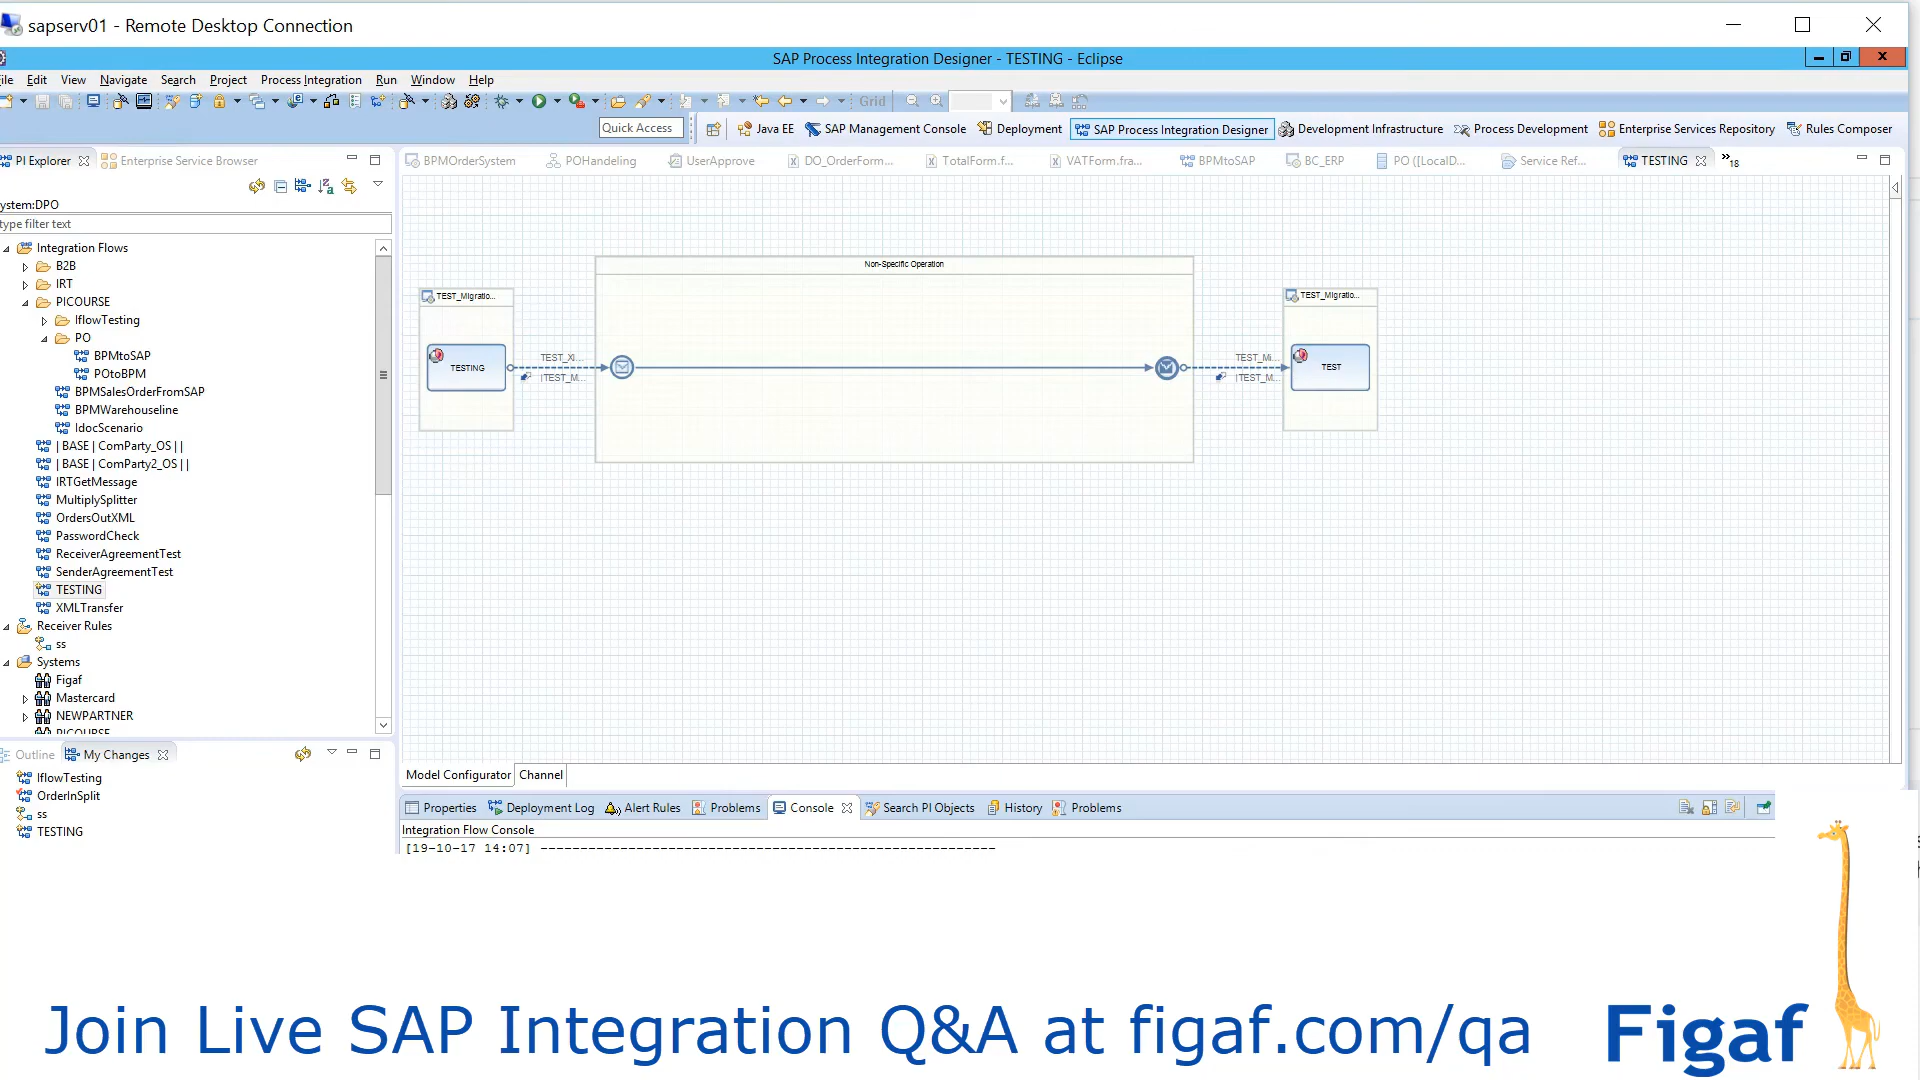 sapserv01 - Remote Desktop Connection
SAP Process Integration Designer - TESTING - Eclipse
ile Edit View Navigate Search Project Process Integration Run Window Help
Grid
Quick Access
Java EE SAP Management Console Deployment SAP Process Integration Designer Development Infrastructure Process Development Enterprise Services Repository Rules Composer
PI Explorer Enterprise Service Browser
BPMOrderSystem POHandeling UserApprove DO_OrderForm... TotalForm.f... VATForm.fra... BPMtoSAP BC_ERP PO ([LocalD... Service Ref... TESTING »18
ystem:DPO
type filter text
Integration Flows
B2B
IRT
PICOURSE
IflowTesting
PO
BPMtoSAP
POtoBPM
BPMSalesOrderFromSAP
BPMWarehouseline
IdocScenario
| BASE | ComParty_OS | |
| BASE | ComParty2_OS | |
IRTGetMessage
MultiplySplitter
OrdersOutXML
PasswordCheck
ReceiverAgreementTest
SenderAgreementTest
TESTING
XMLTransfer
Receiver Rules
ss
Systems
Figaf
Mastercard
NEWPARTNER
PICOURSE
Non-Specific Operation
TEST_Migratio...
TESTING
TEST_XI...
|TEST_M...
TEST_Mi...
|TEST_M...
TEST_Migratio...
TEST
Outline My Changes
IflowTesting
OrderInSplit
ss
TESTING
Model Configurator Channel
Properties Deployment Log Alert Rules Problems Console Search PI Objects History Problems
Integration Flow Console
[19-10-17 14:07] ---------------------------------------------------------
Join Live SAP Integration Q&A at figaf.com/qa
Figaf